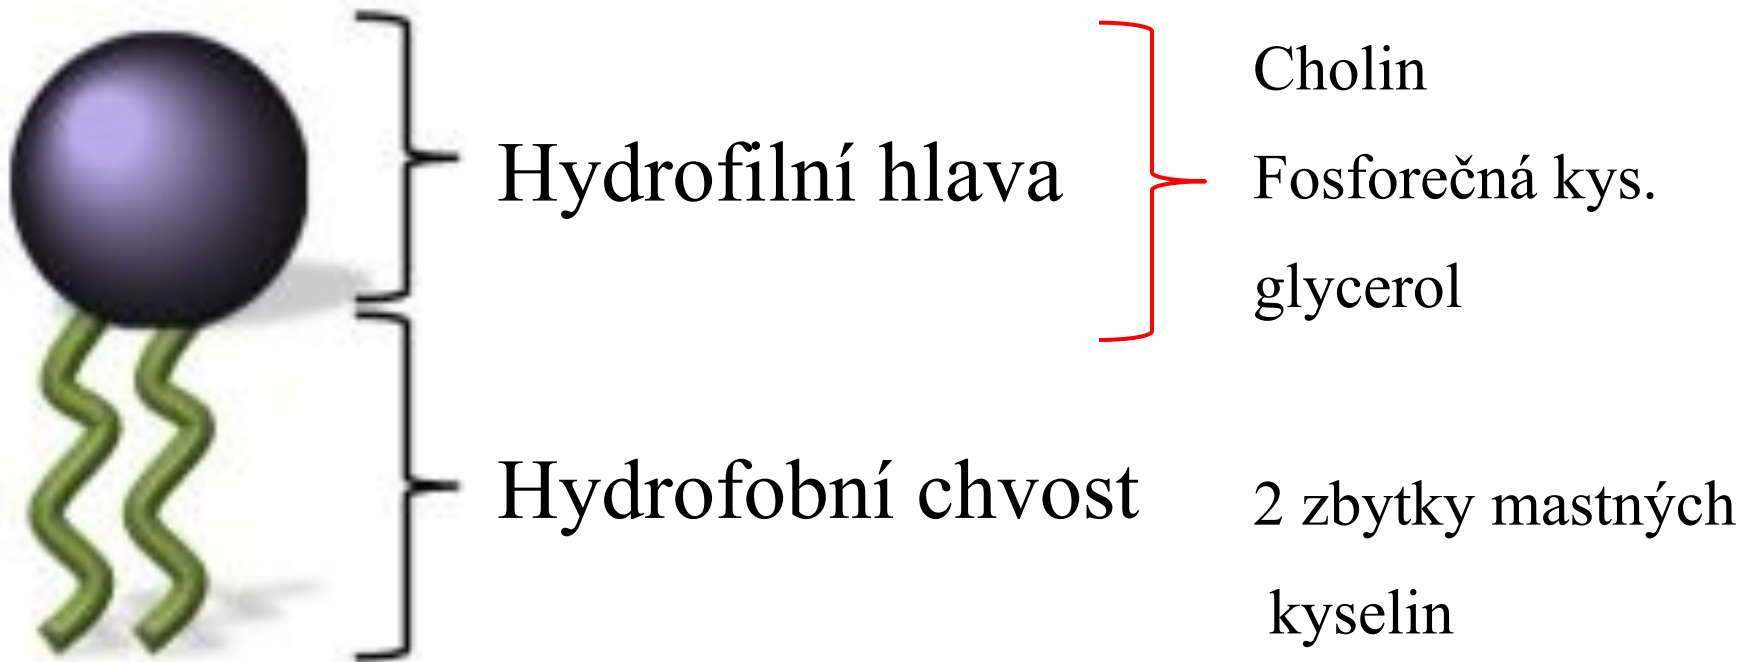 Hydrofilní hlava
Cholin
Fosforečná kys.
glycerol
Hydrofobní chvost
2 zbytky mastných
kyselin